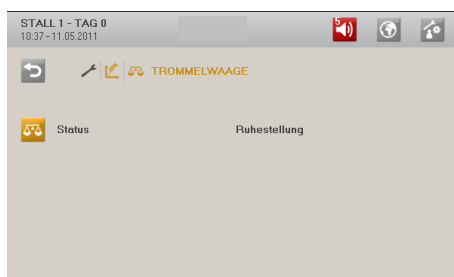 STALL 1 - TAG 0
10:37 - 11.05.2011
5
TROMMELWAAGE
Status
Ruhestellung